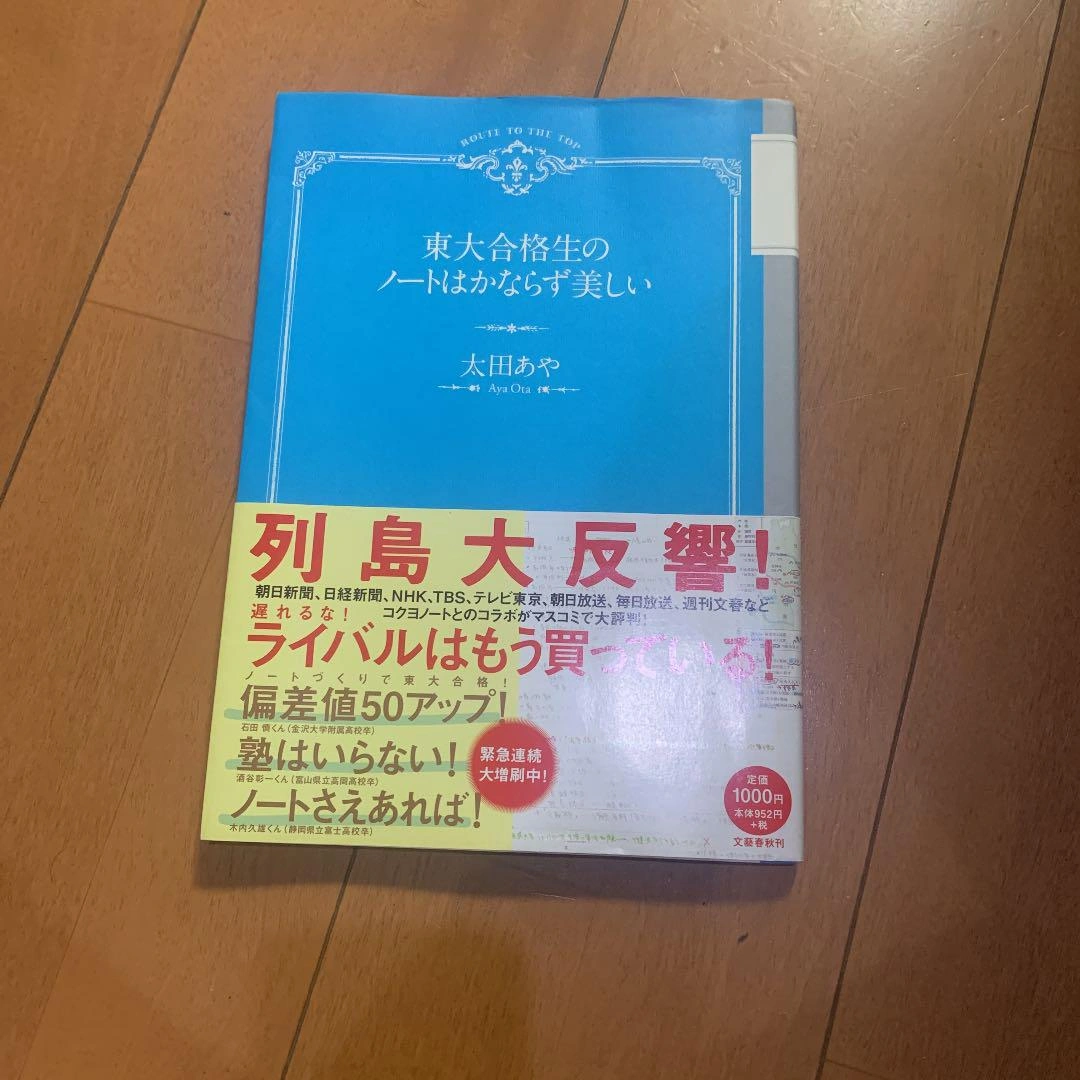 ROUTE TO THE TOP
東大合格生の
ノートはかならず美しい
太田あや
Aya Ota
列島大反響!
朝日新聞、日経新聞、NHK、TBS、テレビ東京、朝日放送、毎日放送、週刊文春など
遅れるな!
コクヨノートとのコラボがマスコミで大評判!
ライバルはもう買っている!
ノートづくりで東大合格!
偏差値50アップ!
石田 慎くん(金沢大学附属高校卒)
塾はいらない!
酒谷彰一くん(富山県立高岡高校卒)
ノートさえあれば!
木内久雄くん(静岡県立富士高校卒)
緊急連続
大増刷中!
定価
1000円
本体952円
+税
文藝春秋刊